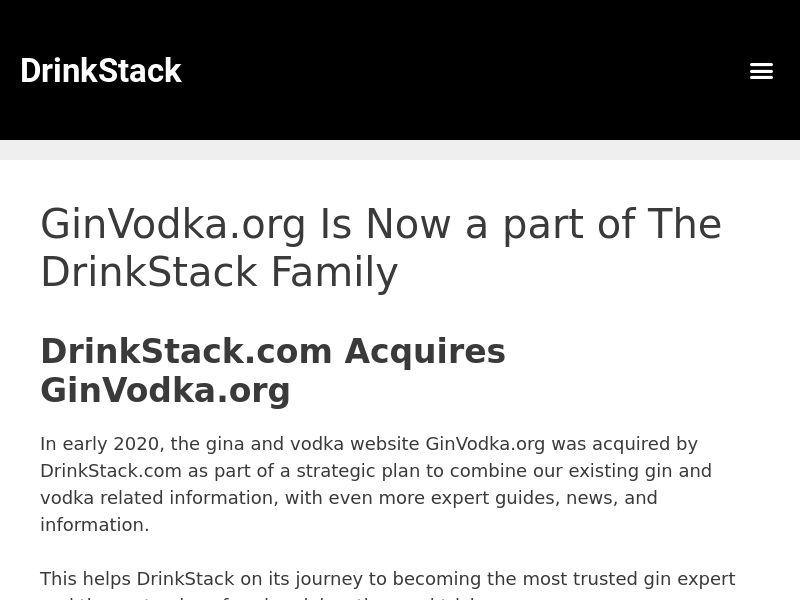 DrinkStack
GinVodka.org Is Now a part of The
DrinkStack Family
DrinkStack.com Acquires
GinVodka.org
In early 2020, the gina and vodka website GinVodka.org was acquired by
DrinkStack.com as part of a strategic plan to combine our existing gin and
vodka related information, with even more expert guides, news, and
information.
This helps DrinkStack on its journey to becoming the most trusted gin expert